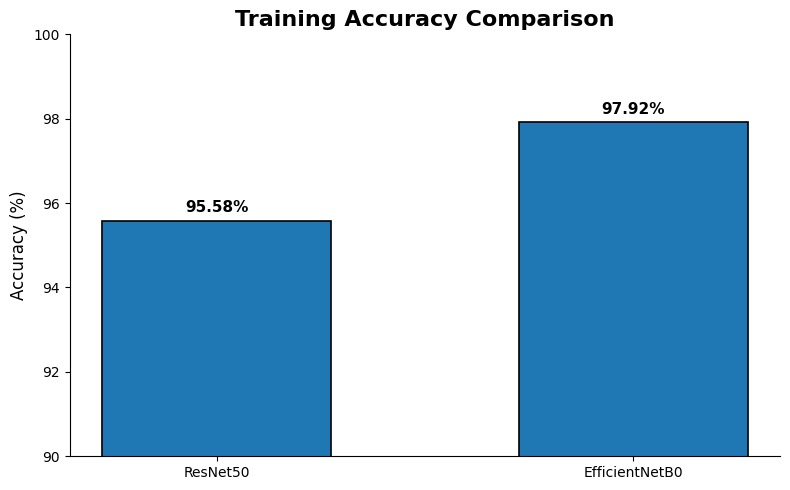 Training Accuracy Comparison
100
98
96
94
92
90
Accuracy (%)
95.58%
97.92%
ResNet50
EfficientNetB0